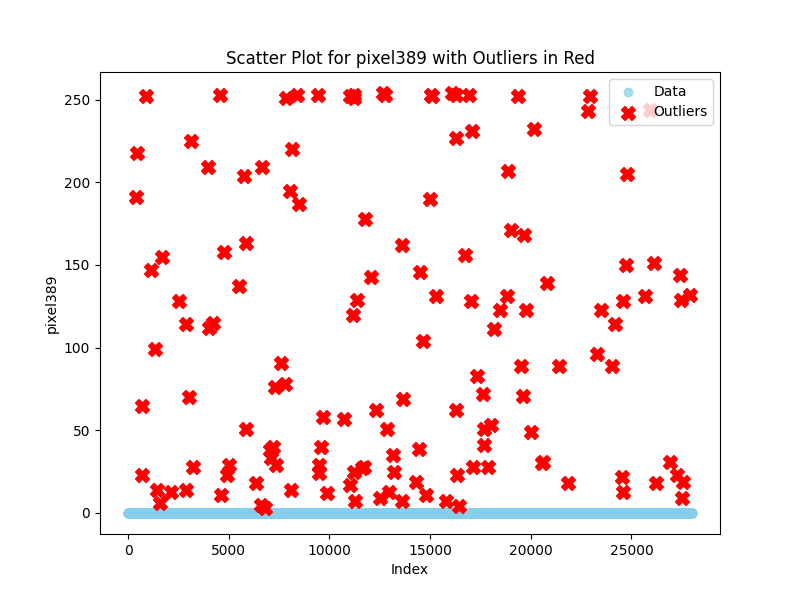 Scatter Plot for pixel389 with Outliers in Red
Data
Outliers
250
200
150
100
50
0
pixel389
0
5000
10000
15000
20000
25000
Index